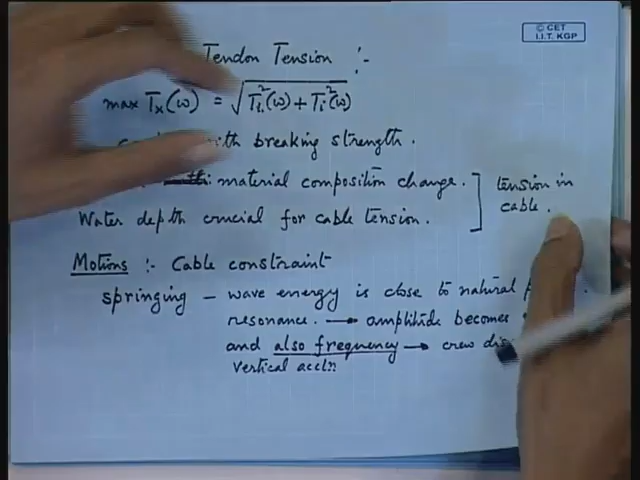 © CET
I.I.T. KGP
Tendon Tension :-
max Tx(ω) = √Tr²(ω) + Ti²(ω)
with breaking strength.
material composition change. ] tension in
Water depth crucial for cable tension. cable.
Motions :- Cable constraint
springing – wave energy is close to natural
resonance. → amplitude becomes
and also frequency → crew
vertical accln